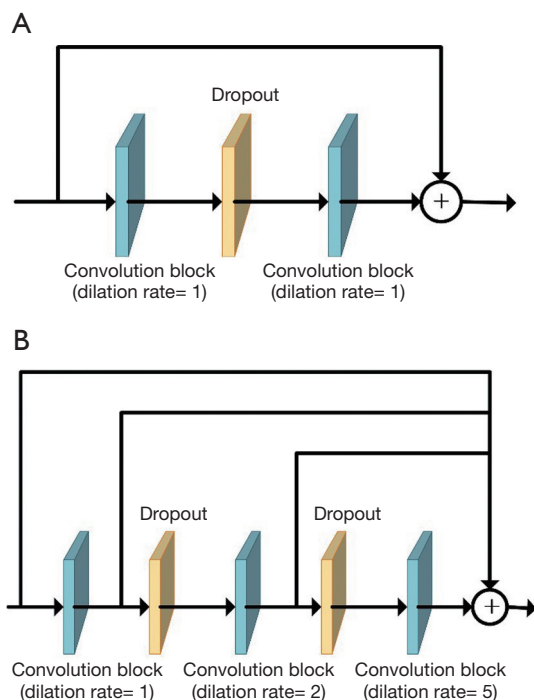 A
Dropout
+
Convolution block
(dilation rate= 1)
Convolution block
(dilation rate= 1)
B
Dropout
Dropout
+
Convolution block
(dilation rate= 1)
Convolution block
(dilation rate= 2)
Convolution block
(dilation rate= 5)